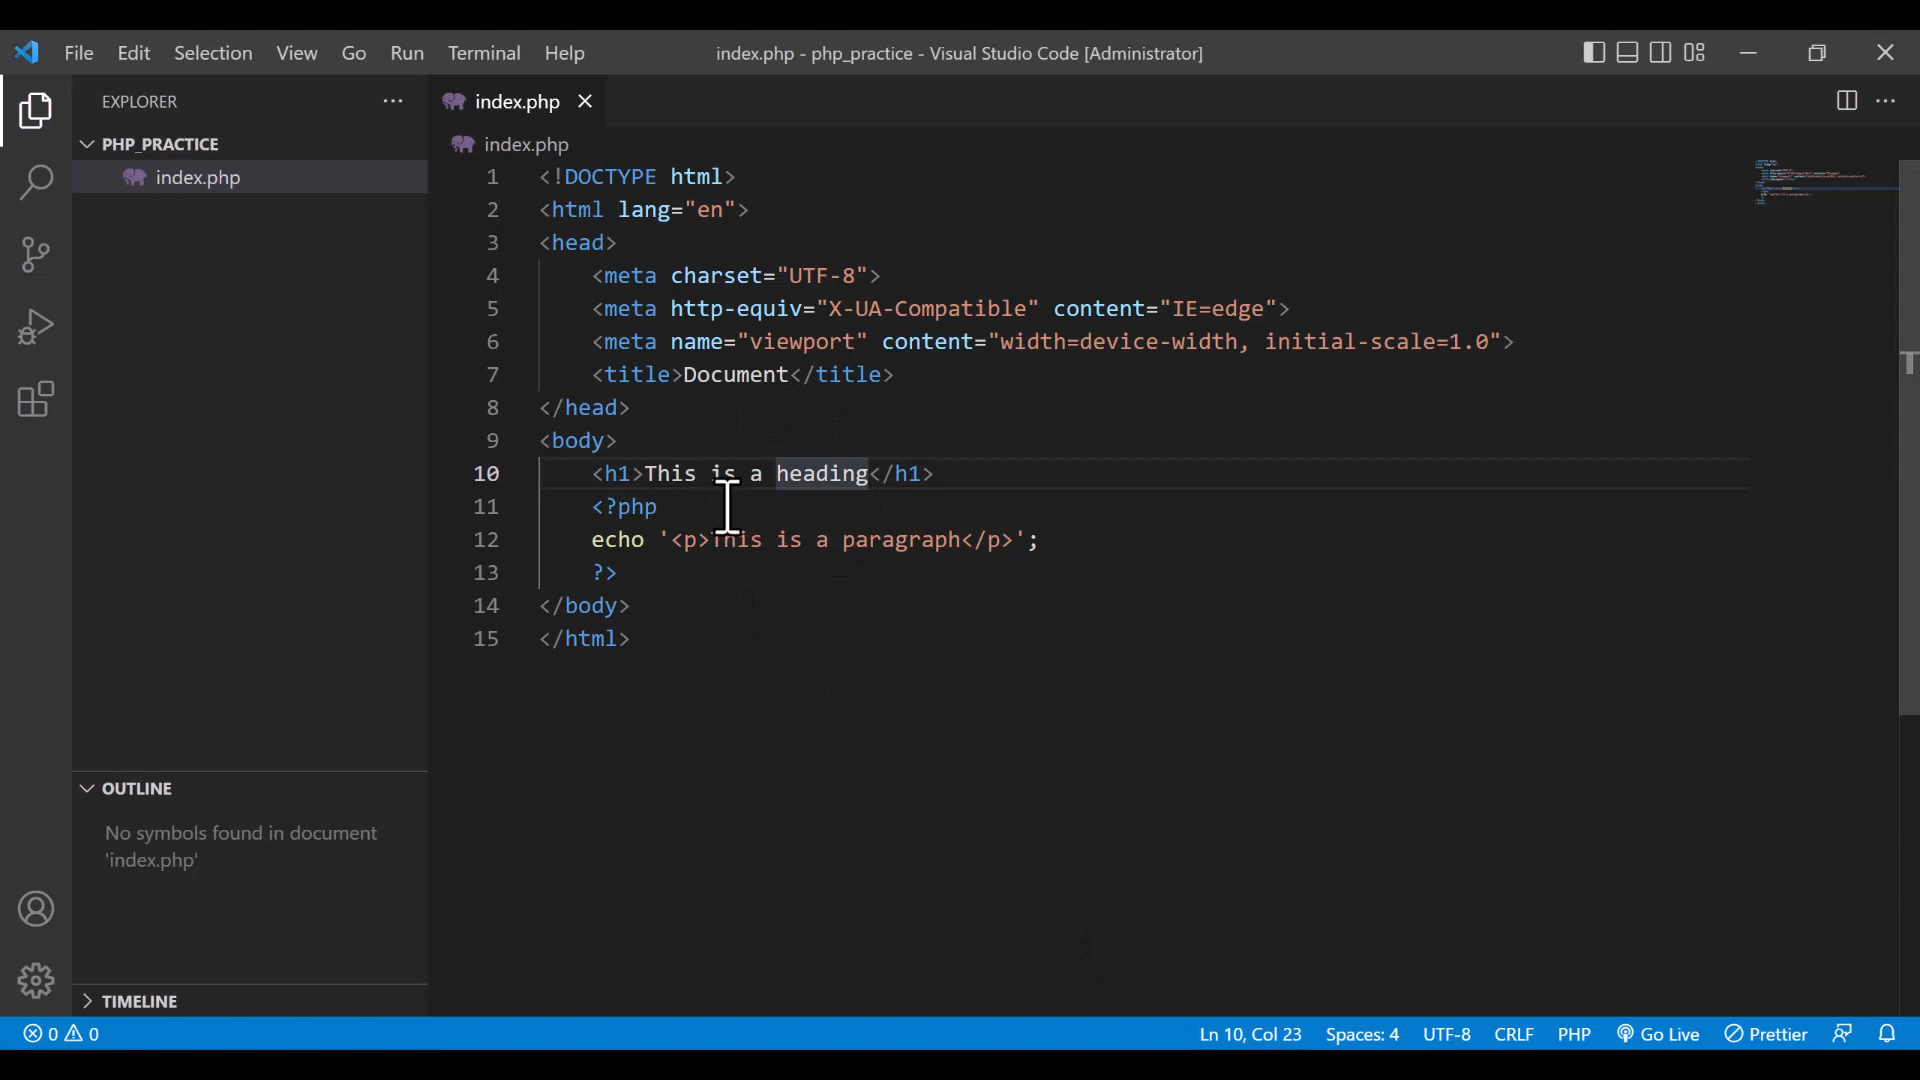 File Edit Selection View Go Run Terminal Help index.php - php_practice - Visual Studio Code [Administrator]
EXPLORER
PHP_PRACTICE
index.php
index.php
index.php
1 <!DOCTYPE html>
2 <html lang="en">
3 <head>
4 <meta charset="UTF-8">
5 <meta http-equiv="X-UA-Compatible" content="IE=edge">
6 <meta name="viewport" content="width=device-width, initial-scale=1.0">
7 <title>Document</title>
8 </head>
9 <body>
10 <h1>This is a heading</h1>
11 <?php
12 echo '<p>This is a paragraph</p>';
13 ?>
14 </body>
15 </html>
OUTLINE
No symbols found in document
'index.php'
TIMELINE
0 0 Ln 10, Col 23 Spaces: 4 UTF-8 CRLF PHP Go Live Prettier